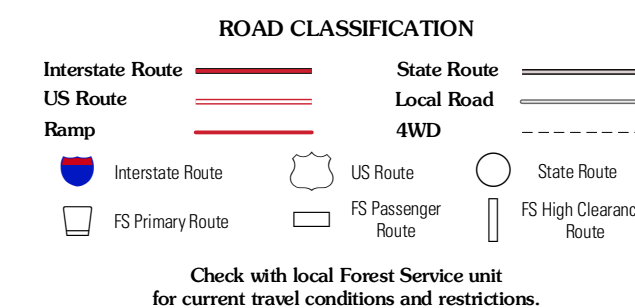 ROAD CLASSIFICATION
Interstate Route
State Route
US Route
Local Road
Ramp
4WD
Interstate Route
US Route
State Route
FS Primary Route
FS Passenger
Route
FS High Clearanc
Route
Check with local Forest Service unit
for current travel conditions and restrictions.